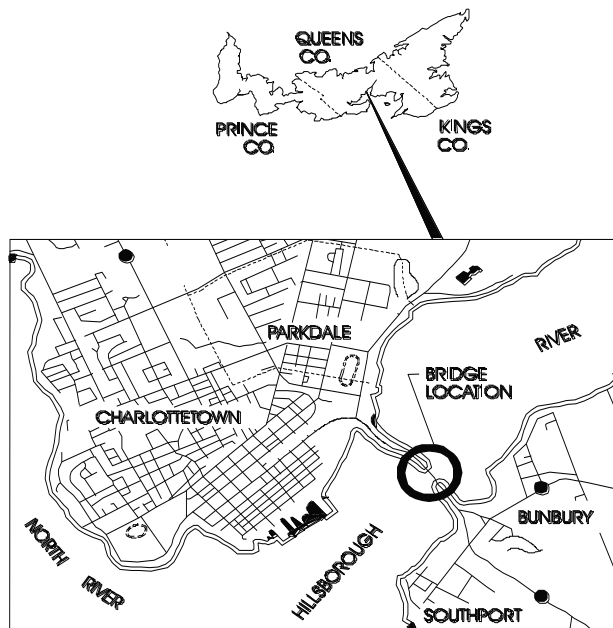 QUEENS
CO.
PRINCE
CO.
KINGS
CO.
PARKDALE
RIVER
BRIDGE
LOCATION
CHARLOTTETOWN
BUNBURY
NORTH
RIVER
HILLSBOROUGH
SOUTHPORT